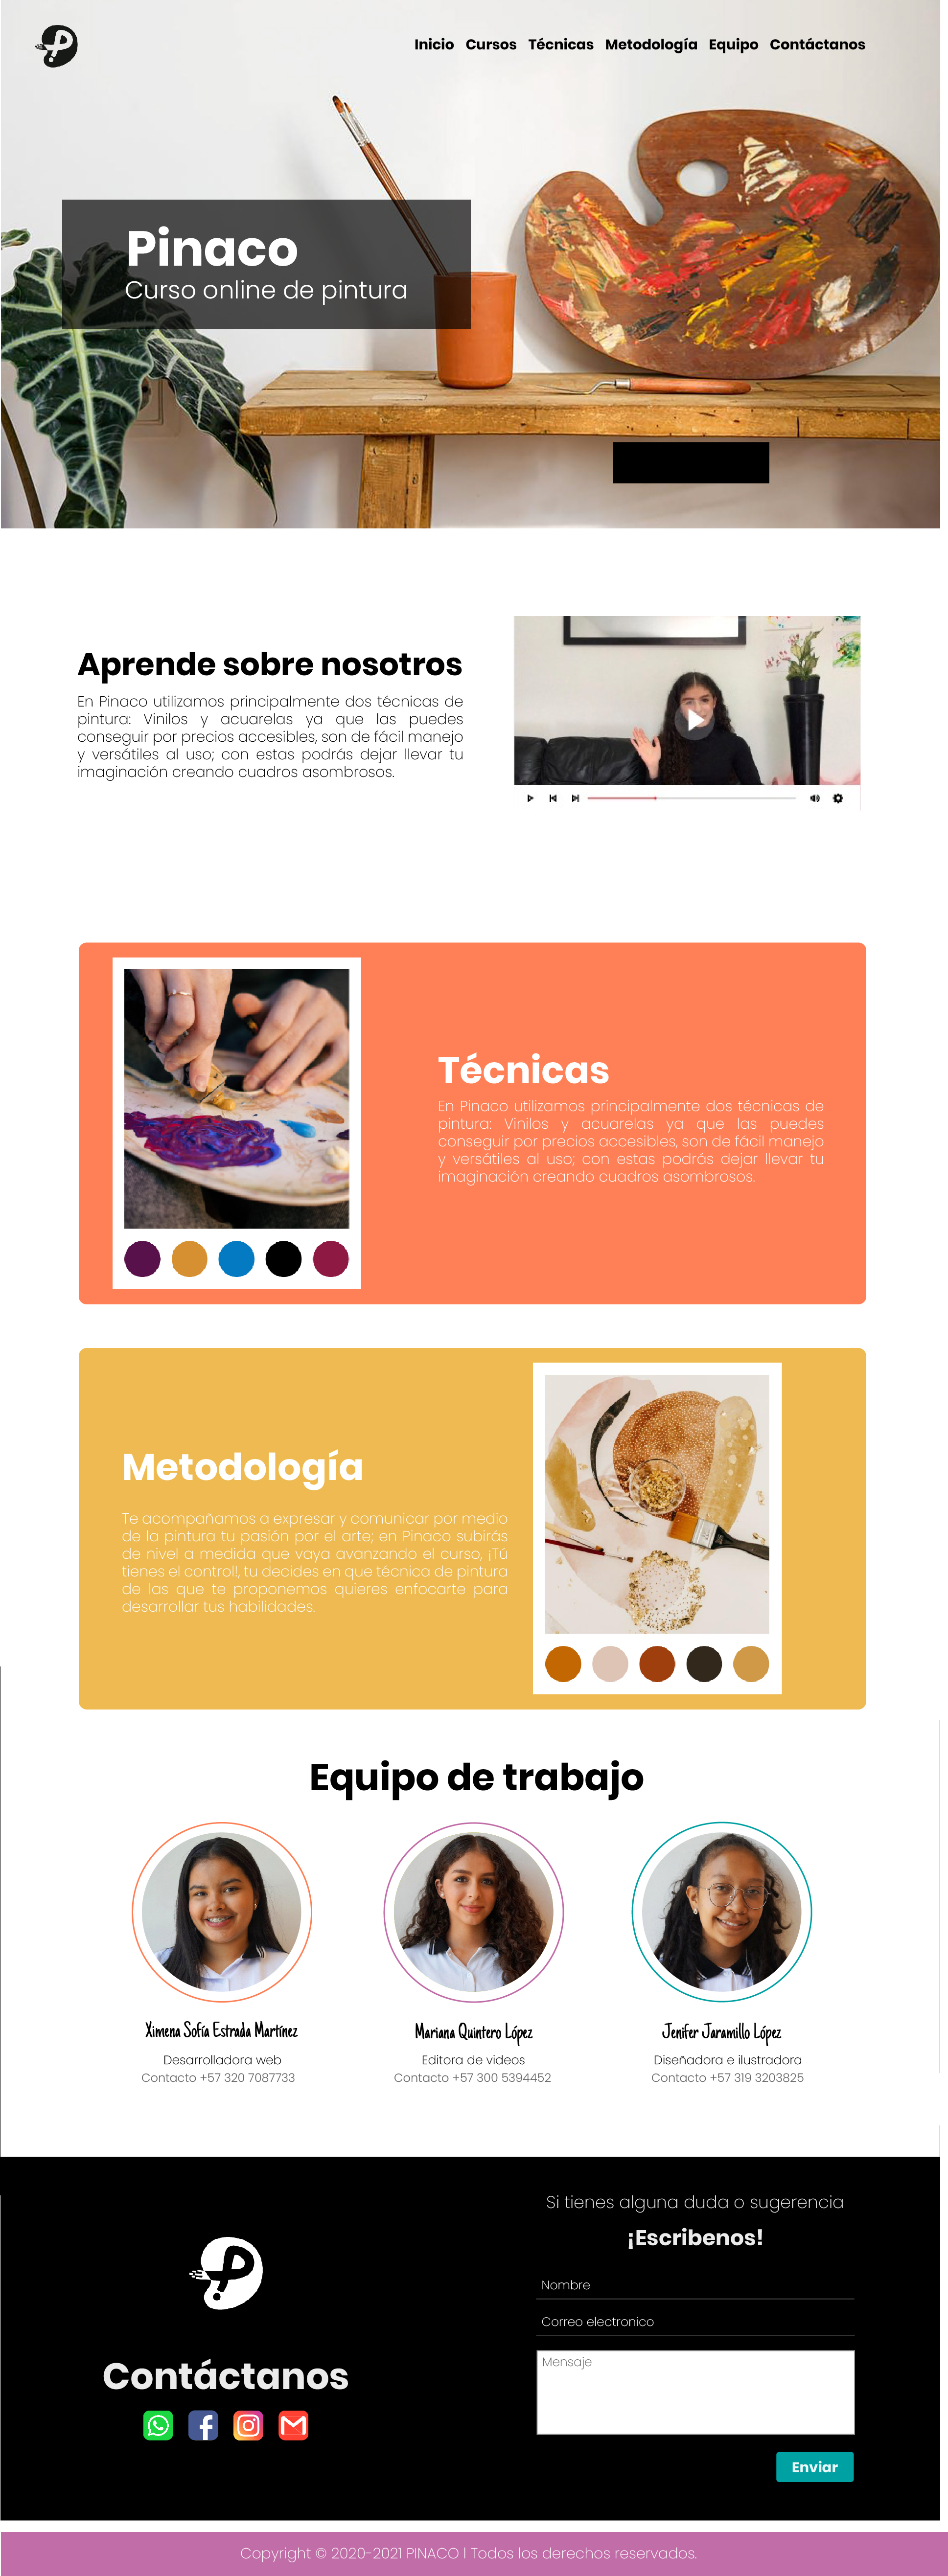 Inicio Cursos Técnicas Metodología Equipo Contáctanos
Pinaco
Curso online de pintura
Aprende sobre nosotros
En Pinaco utilizamos principalmente dos técnicas de
pintura: Vinilos y acuarelas ya que las puedes
conseguir por precios accesibles, son de fácil manejo
y versátiles al uso; con estas podrás dejar llevar tu
imaginación creando cuadros asombrosos.
Técnicas
En Pinaco utilizamos principalmente dos técnicas de
pintura: Vinilos y acuarelas ya que las puedes
conseguir por precios accesibles, son de fácil manejo
y versátiles al uso; con estas podrás dejar llevar tu
imaginación creando cuadros asombrosos.
Metodología
Te acompañamos a expresar y comunicar por medio
de la pintura tu pasión por el arte; en Pinaco subirás
de nivel a medida que vaya avanzando el curso, ¡Tú
tienes el control!, tu decides en que técnica de pintura
de las que te proponemos quieres enfocarte para
desarrollar tus habilidades.
Equipo de trabajo
Ximena Sofía Estrada Martínez
Desarrolladora web
Contacto +57 320 7087733
Mariana Quintero López
Editora de videos
Contacto +57 300 5394452
Jenifer Jaramillo López
Diseñadora e ilustradora
Contacto +57 319 3203825
Contáctanos
Si tienes alguna duda o sugerencia
¡Escribenos!
Nombre
Correo electronico
Mensaje
Enviar
Copyright © 2020-2021 PINACO | Todos los derechos reservados.